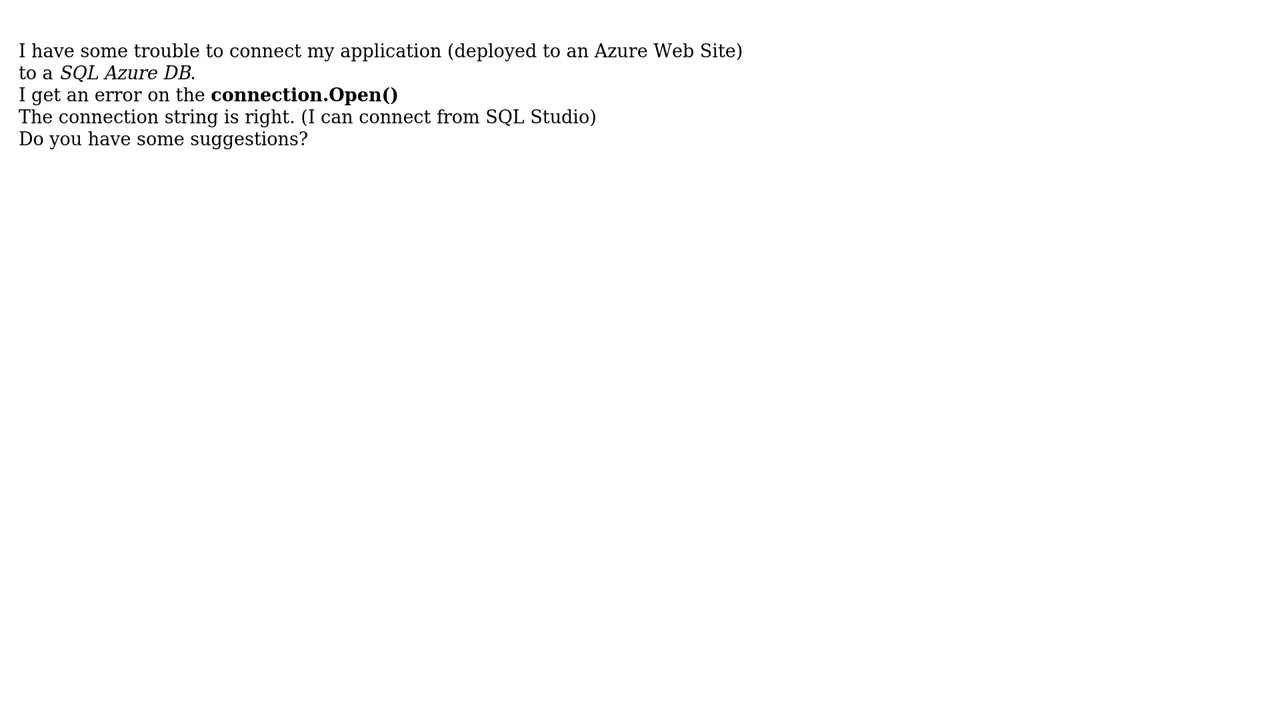 I have some trouble to connect my application (deployed to an Azure Web Site)
to a SQL Azure DB.
I get an error on the connection.Open()
The connection string is right. (I can connect from SQL Studio)
Do you have some suggestions?